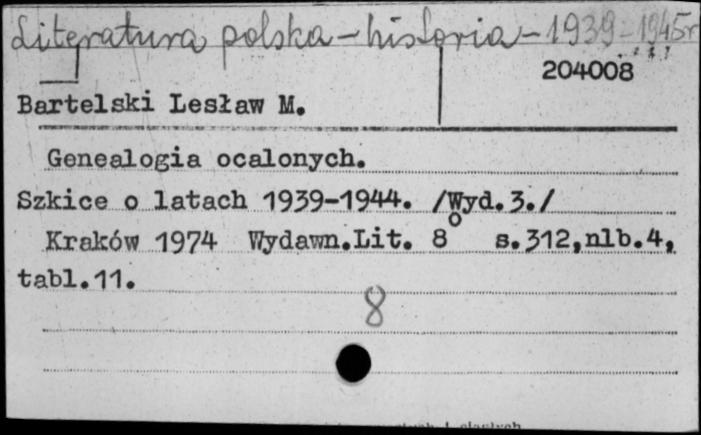 Literatura polska - historia - 1939-1945r
204008
Bartelski Lesław M.
Genealogia ocalonych.
Szkice o latach 1939-1944. /Wyd.3./
Kraków 1974 Wydawn.Lit. 8° s.312,nlb.4,
tabl.11.
8